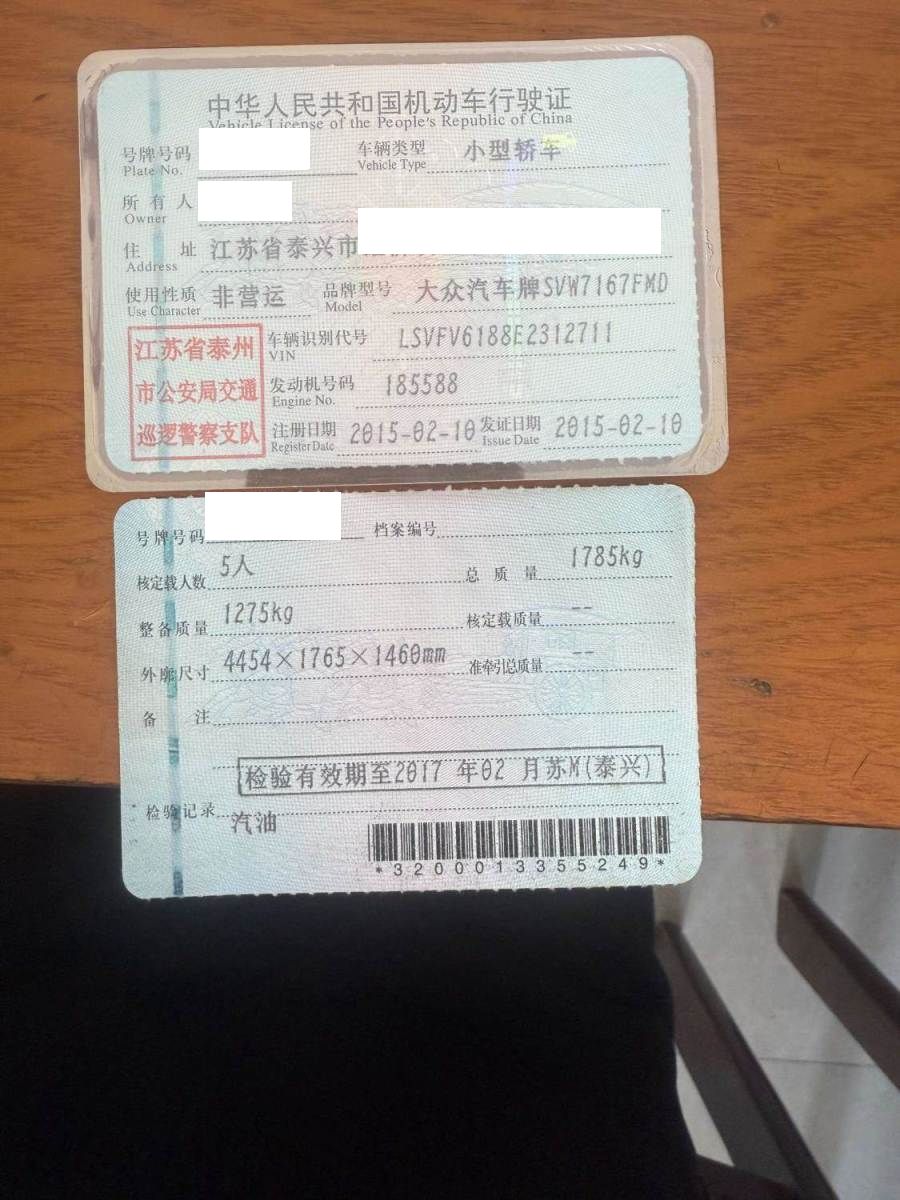 中华人民共和国机动车行驶证
Vehicle License of the People's Republic of China
号牌号码 车辆类型 小型轿车
Plate No. Vehicle Type
所有人
Owner
住址 江苏省泰兴市
Address
使用性质 非营运 品牌型号 大众汽车牌SVW7167FMD
Use Character Model
江苏省泰州
市公安局交通
巡逻警察支队
车辆识别代号 LSVFV6188E2312711
VIN
发动机号码 185588
Engine No.
注册日期 2015-02-10 发证日期 2015-02-10
Register Date Issue Date
号牌号码 档案编号
核定载人数 5人 总质量 1785kg
整备质量 1275kg 核定载质量 --
外廓尺寸 4454×1765×1460mm 准牵引总质量 --
备注
检验有效期至2017 年02 月苏M(泰兴)
检验记录 汽油
*3200013355249*